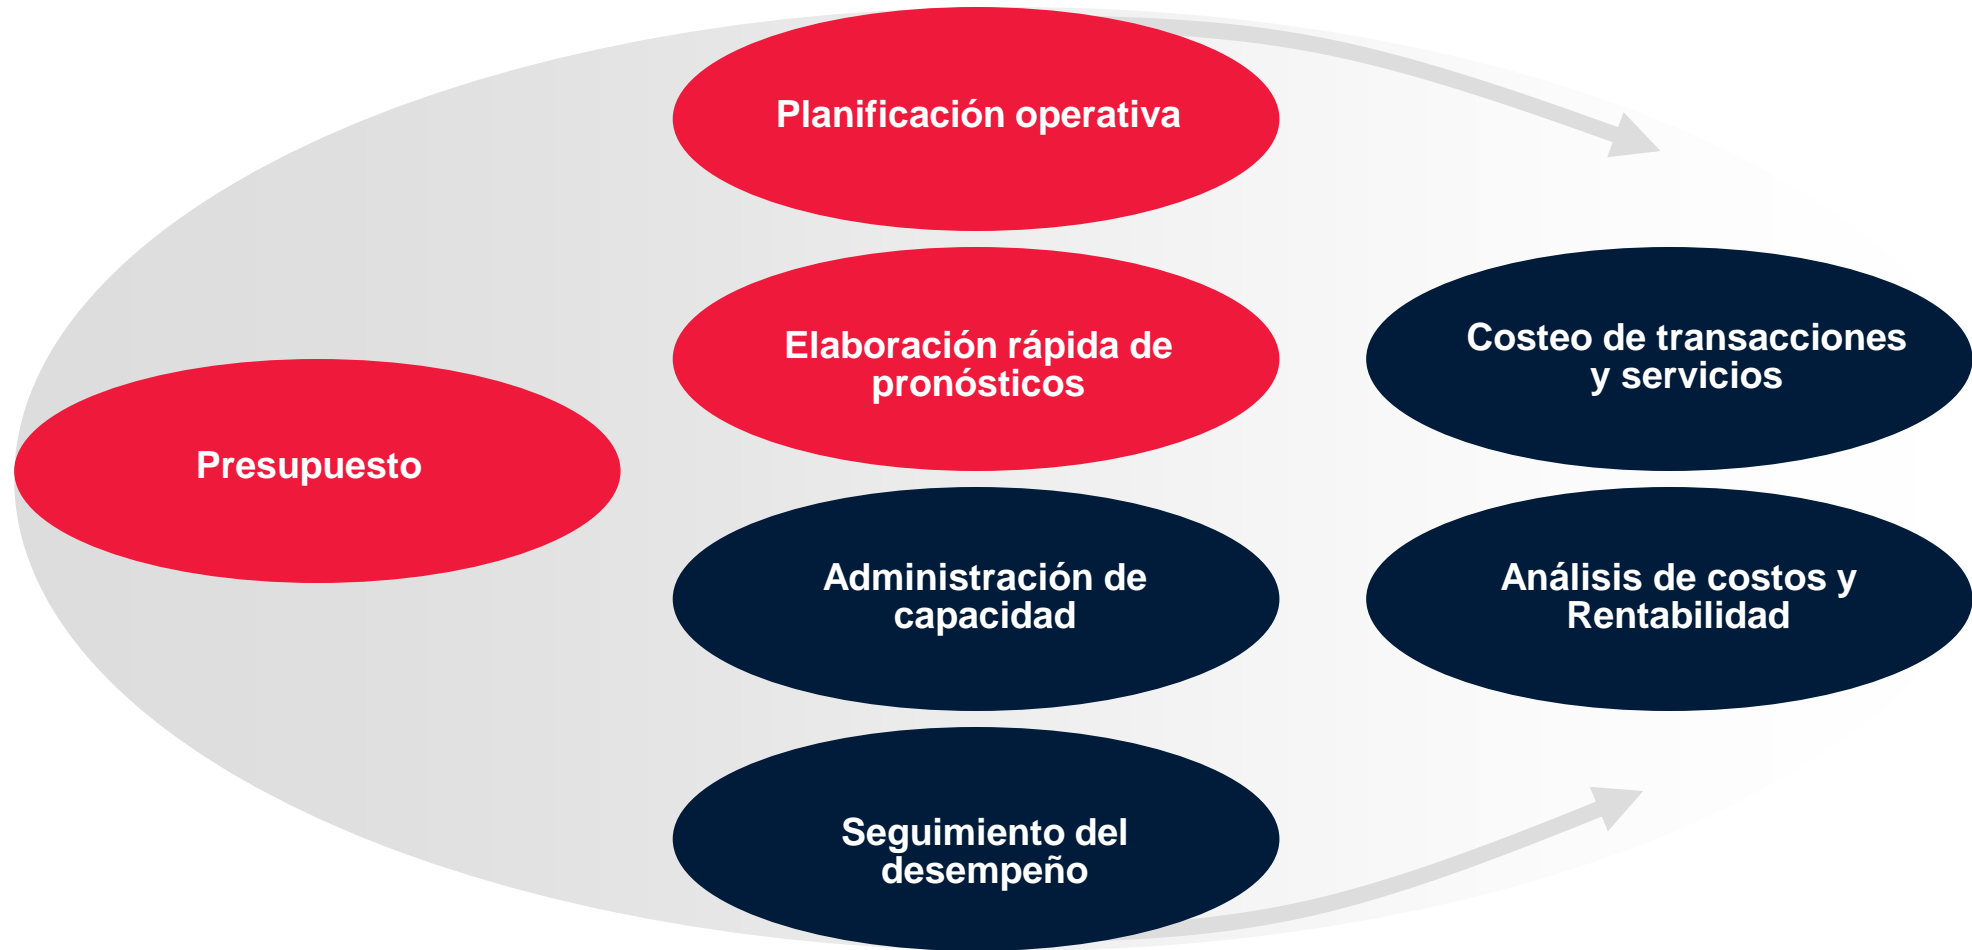 Planificación operativa
Elaboración rápida de
pronósticos
Costeo de transacciones
y servicios
Presupuesto
Administración de
capacidad
Análisis de costos y
Rentabilidad
Seguimiento del
desempeño